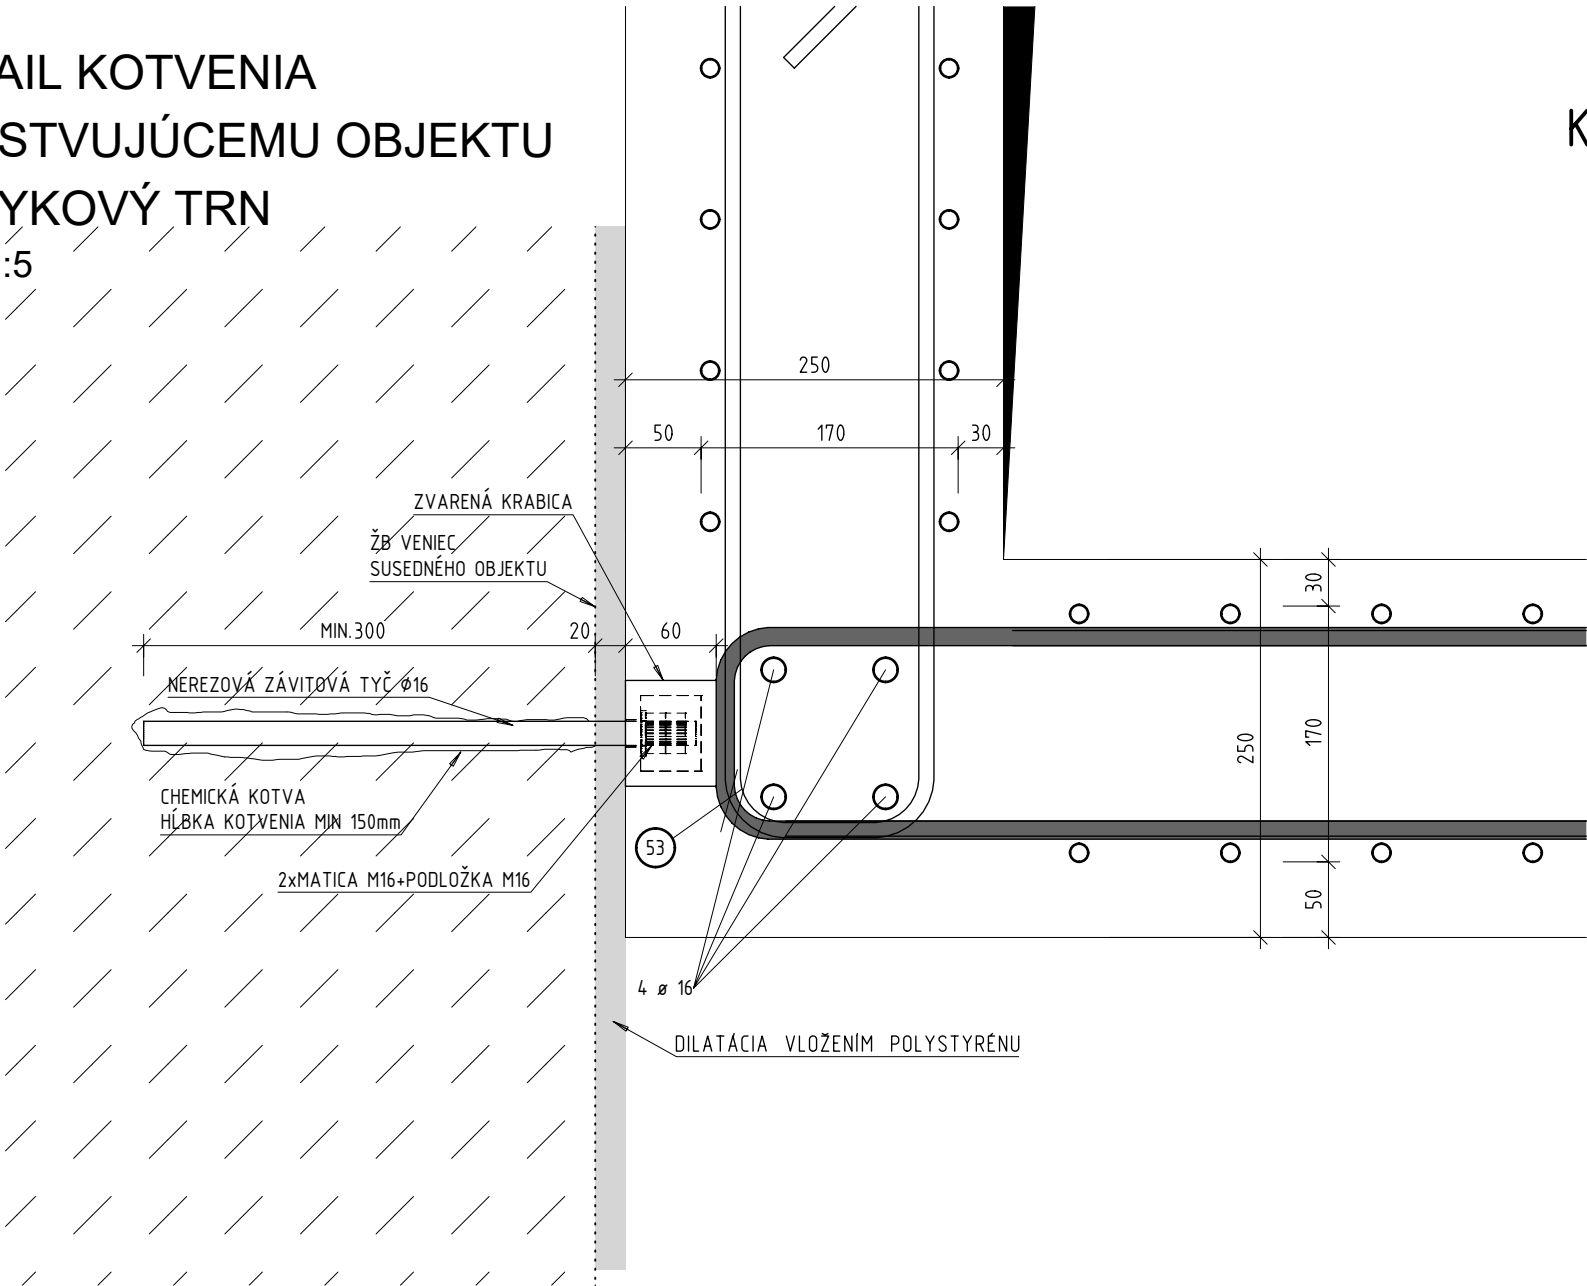 AIL KOTVENIA
STVUJÚCEMU OBJEKTU
YKOVÝ TRN
:5
K
250
50 170 30
ZVARENÁ KRABICA
ŽB VENIEC
SUSEDNÉHO OBJEKTU
MIN.300 20 60
30
NEREZOVÁ ZÁVITOVÁ TYČ ϕ16
250
170
CHEMICKÁ KOTVA
HĹBKA KOTVENIA MIN 150mm
53
2xMATICA M16+PODLOŽKA M16
50
4 ø 16
DILATÁCIA VLOŽENÍM POLYSTYRÉNU